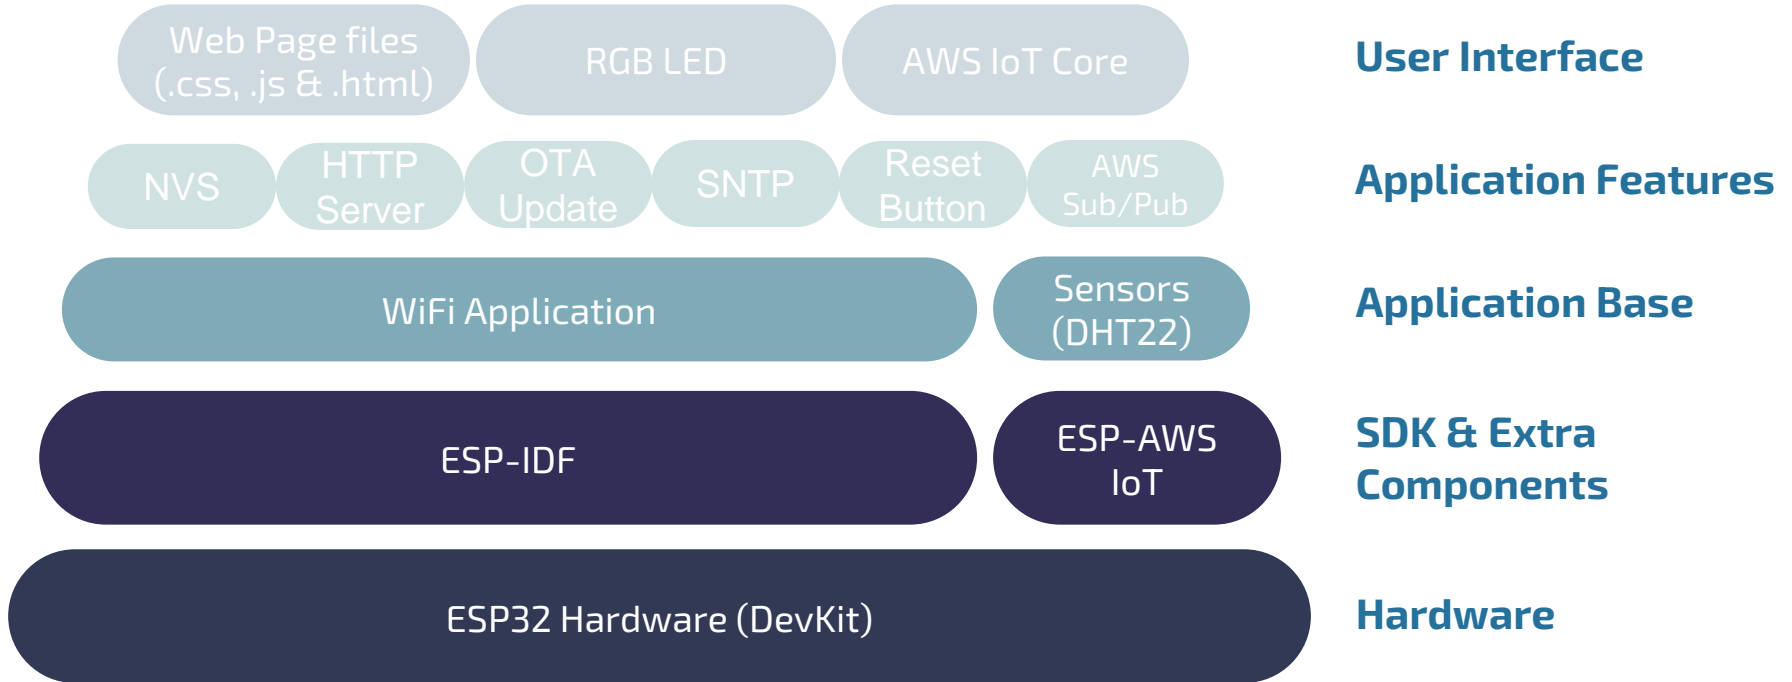 Web Page files
(.css, .js & .html)
RGB LED
AWS IoT Core
User Interface
NVS
HTTP
Server
OTA
Update
SNTP
Reset
Button
AWS
Sub/Pub
Application Features
WiFi Application
Sensors
(DHT22)
Application Base
ESP-IDF
ESP-AWS
IoT
SDK & Extra
Components
ESP32 Hardware (DevKit)
Hardware